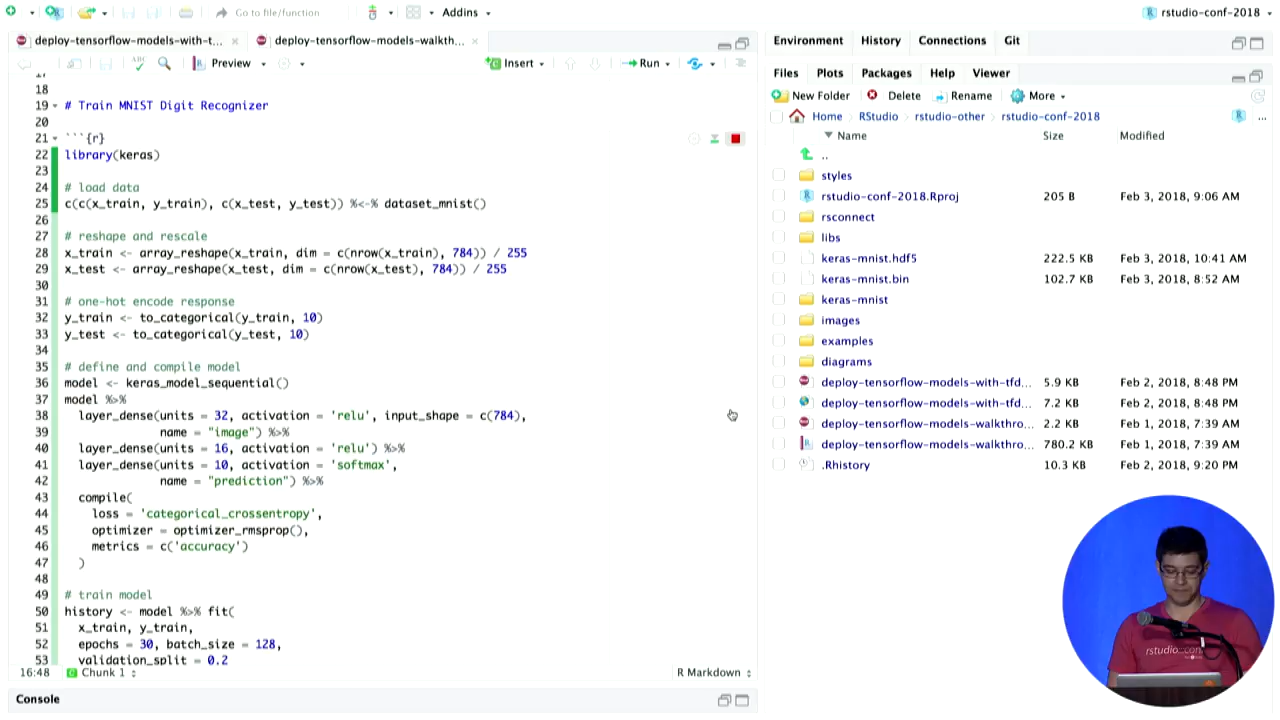 Go to file/function
Addins
rstudio-conf-2018
deploy-tensorflow-models-with-t...
deploy-tensorflow-models-walkth...
ABC
Preview
Insert
Run
18
19 # Train MNIST Digit Recognizer
20
21 ```{r}
22 library(keras)
23
24 # load data
25 c(c(x_train, y_train), c(x_test, y_test)) %<-% dataset_mnist()
26
27 # reshape and rescale
28 x_train <- array_reshape(x_train, dim = c(nrow(x_train), 784)) / 255
29 x_test <- array_reshape(x_test, dim = c(nrow(x_test), 784)) / 255
30
31 # one-hot encode response
32 y_train <- to_categorical(y_train, 10)
33 y_test <- to_categorical(y_test, 10)
34
35 # define and compile model
36 model <- keras_model_sequential()
37 model %>%
38 layer_dense(units = 32, activation = 'relu', input_shape = c(784),
39 name = "image") %>%
40 layer_dense(units = 16, activation = 'relu') %>%
41 layer_dense(units = 10, activation = 'softmax',
42 name = "prediction") %>%
43 compile(
44 loss = 'categorical_crossentropy',
45 optimizer = optimizer_rmsprop(),
46 metrics = c('accuracy')
47 )
48
49 # train model
50 history <- model %>% fit(
51 x_train, y_train,
52 epochs = 30, batch_size = 128,
53 validation_split = 0.2
16:48 Chunk 1 R Markdown
Console
Environment History Connections Git
Files Plots Packages Help Viewer
New Folder Delete Rename More
Home RStudio rstudio-other rstudio-conf-2018 ...
Name Size Modified
..
styles
rstudio-conf-2018.Rproj 205 B Feb 3, 2018, 9:06 AM
rsconnect
libs
keras-mnist.hdf5 222.5 KB Feb 3, 2018, 10:41 AM
keras-mnist.bin 102.7 KB Feb 3, 2018, 8:52 AM
keras-mnist
images
examples
diagrams
deploy-tensorflow-models-with-tfd... 5.9 KB Feb 2, 2018, 8:48 PM
deploy-tensorflow-models-with-tfd... 7.2 KB Feb 2, 2018, 8:48 PM
deploy-tensorflow-models-walkthro... 2.2 KB Feb 1, 2018, 7:39 AM
deploy-tensorflow-models-walkthro... 780.2 KB Feb 1, 2018, 7:39 AM
.Rhistory 10.3 KB Feb 2, 2018, 9:20 PM
rstudio::conf